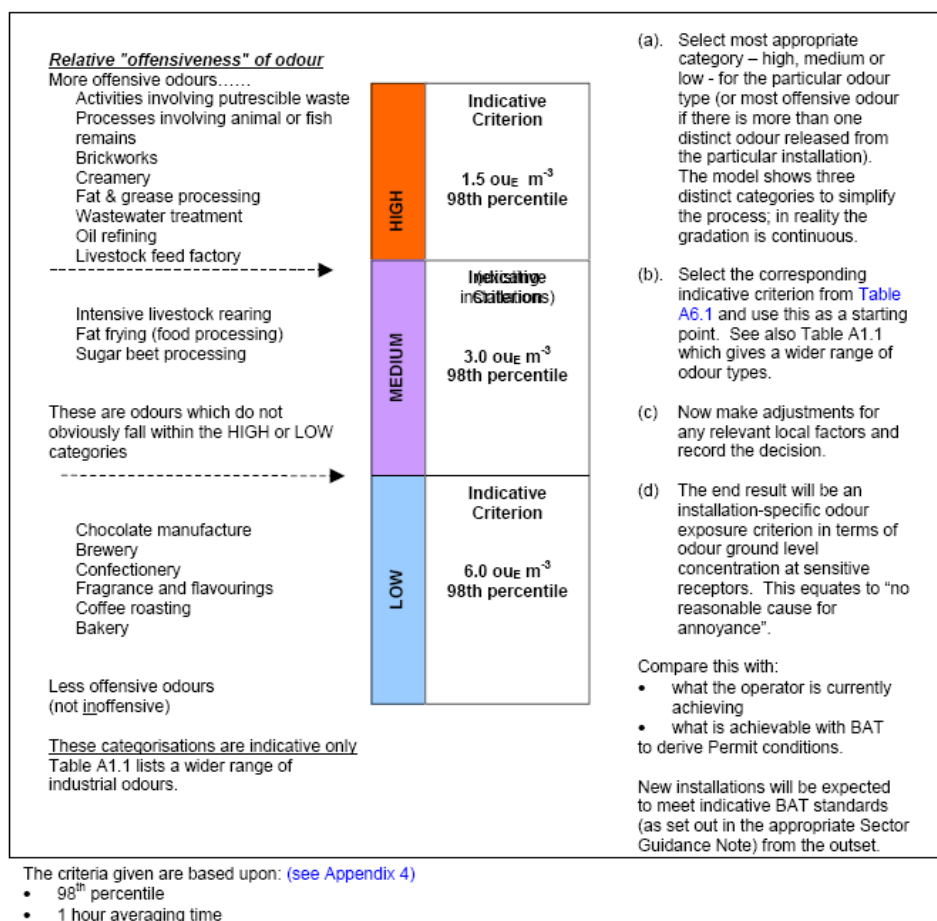 Relative "offensiveness" of odour
More offensive odours……
Activities involving putrescible waste
Processes involving animal or fish
remains
Brickworks
Creamery
Fat & grease processing
Wastewater treatment
Oil refining
Livestock feed factory
Intensive livestock rearing
Fat frying (food processing)
Sugar beet processing
These are odours which do not
obviously fall within the HIGH or LOW
categories
Chocolate manufacture
Brewery
Confectionery
Fragrance and flavourings
Coffee roasting
Bakery
Less offensive odours
(not inoffensive)
These categorisations are indicative only
Table A1.1 lists a wider range of
industrial odours.
HIGH
Indicative
Criterion
1.5 ouE m-3
98th percentile
MEDIUM
Indicative
Criterion
(existing
installations)
3.0 ouE m-3
98th percentile
LOW
Indicative
Criterion
6.0 ouE m-3
98th percentile
(a). Select most appropriate
category – high, medium or
low - for the particular odour
type (or most offensive odour
if there is more than one
distinct odour released from
the particular installation).
The model shows three
distinct categories to simplify
the process; in reality the
gradation is continuous.
(b). Select the corresponding
indicative criterion from Table
A6.1 and use this as a starting
point. See also Table A1.1
which gives a wider range of
odour types.
(c) Now make adjustments for
any relevant local factors and
record the decision.
(d) The end result will be an
installation-specific odour
exposure criterion in terms of
odour ground level
concentration at sensitive
receptors. This equates to “no
reasonable cause for
annoyance”.
Compare this with:
• what the operator is currently
achieving
• what is achievable with BAT
to derive Permit conditions.
New installations will be expected
to meet indicative BAT standards
(as set out in the appropriate Sector
Guidance Note) from the outset.
The criteria given are based upon: (see Appendix 4)
• 98th percentile
• 1 hour averaging time